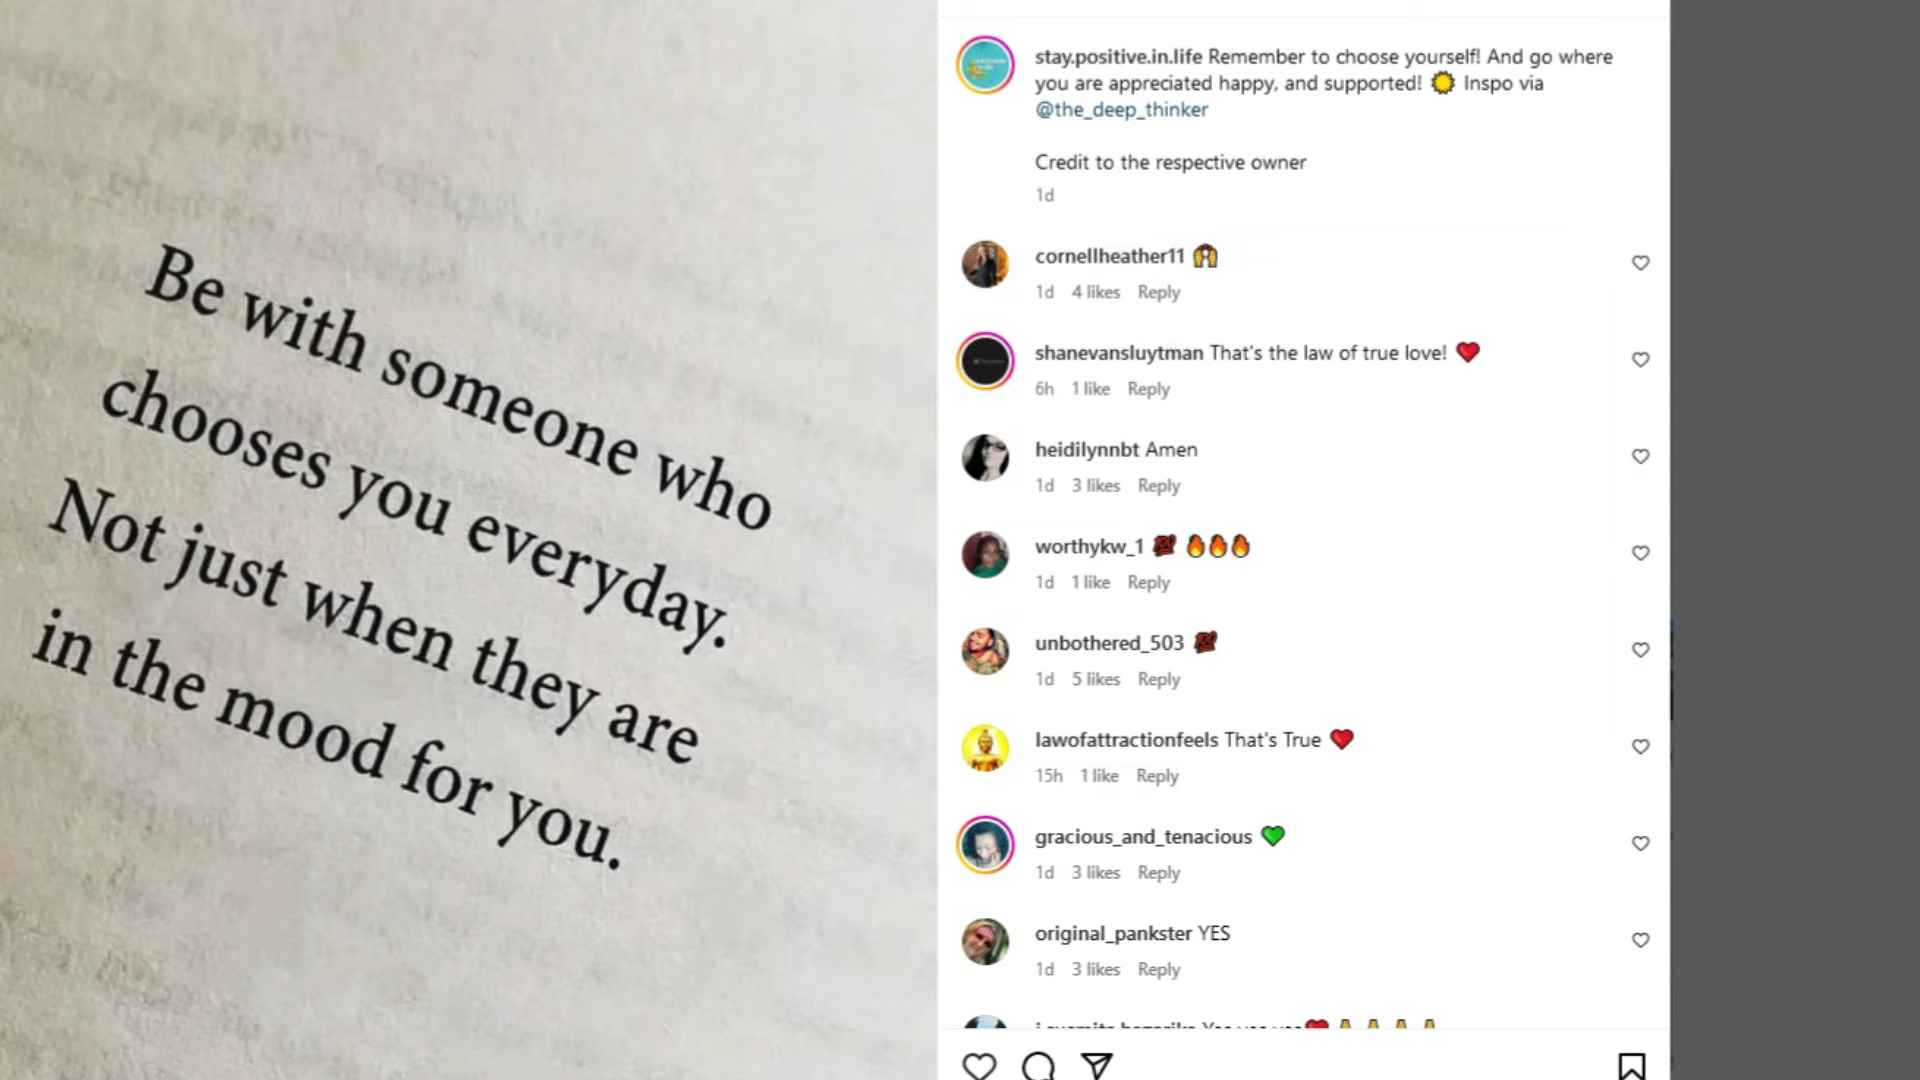 Be with someone who
chooses you everyday.
Not just when they are
in the mood for you.
stay.positive.in.life Remember to choose yourself! And go where
you are appreciated happy, and supported! 🌞 Inspo via
@the_deep_thinker
Credit to the respective owner
1d
cornellheather11 🙌
1d 4 likes Reply
shanevansluytman That's the law of true love! ❤️
6h 1 like Reply
heidilynnbt Amen
1d 3 likes Reply
worthykw_1 💯 🔥🔥🔥
1d 1 like Reply
unbothered_503 💯
1d 5 likes Reply
lawofattractionfeels That's True ❤️
15h 1 like Reply
gracious_and_tenacious 💚
1d 3 likes Reply
original_pankster YES
1d 3 likes Reply